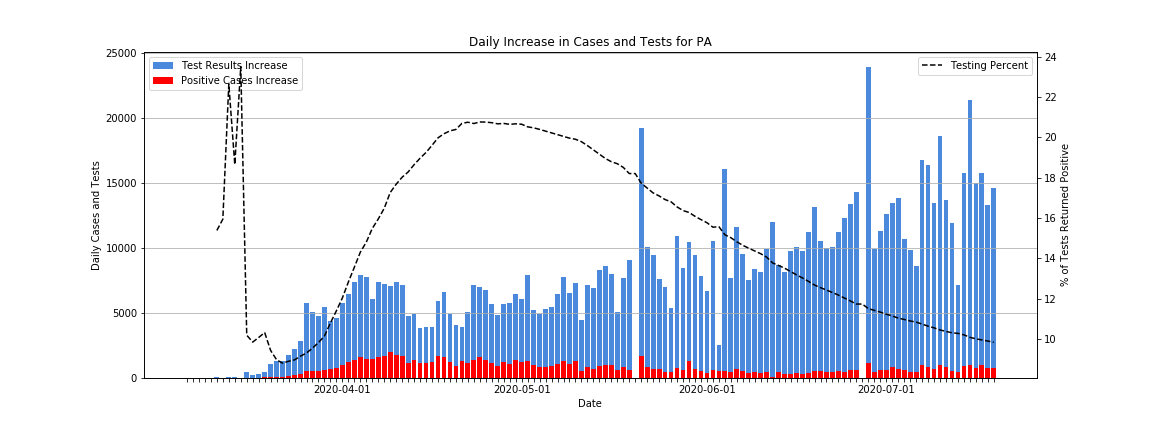 Daily Increase in Cases and Tests for PA
Test Results Increase
Positive Cases Increase
Testing Percent
25000
20000
15000
10000
5000
0
Daily Cases and Tests
24
22
20
18
16
14
12
10
% of Tests Returned Positive
2020-04-01
2020-05-01
2020-06-01
2020-07-01
Date